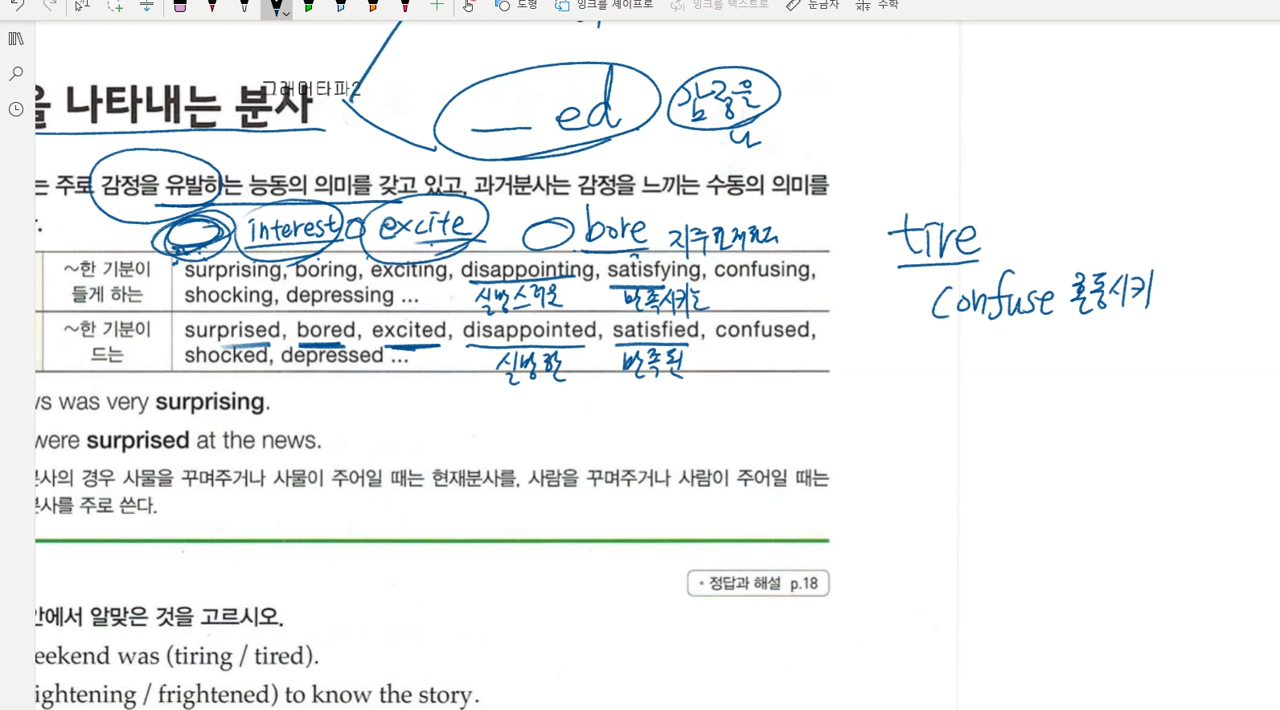 도형 잉크를 셰이프로 잉크를 텍스트로 눈금자 수학
그래머타파2
을 나타내는 분사
ed 감정을
는 주로 감정을 유발하는 능동의 의미를 갖고 있고, 과거분사는 감정을 느끼는 수동의 의미를
interest excite bore
tire
confuse 혼동시키
~한 기분이 들게 하는
surprising, boring, exciting, disappointing, satisfying, confusing,
shocking, depressing ...
실망스러운 만족시키는
~한 기분이 드는
surprised, bored, excited, disappointed, satisfied, confused,
shocked, depressed ...
실망한 만족된
was very surprising.
were surprised at the news.
분사의 경우 사물을 꾸며주거나 사물이 주어일 때는 현재분사를, 사람을 꾸며주거나 사람이 주어일 때는
분사를 주로 쓴다.
• 정답과 해설 p.18
안에서 알맞은 것을 고르시오.
eekend was (tiring / tired).
ightening / frightened) to know the story.